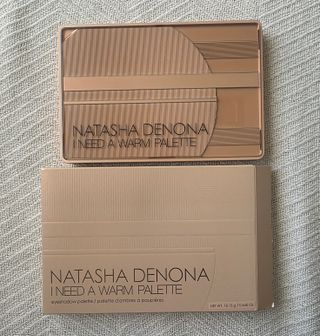 NATASHA DENONA
I NEED A WARM PALETTE
NATASHA DENONA
I NEED A WARM PALETTE
eyeshadow palette / palette d'ombres à paupières